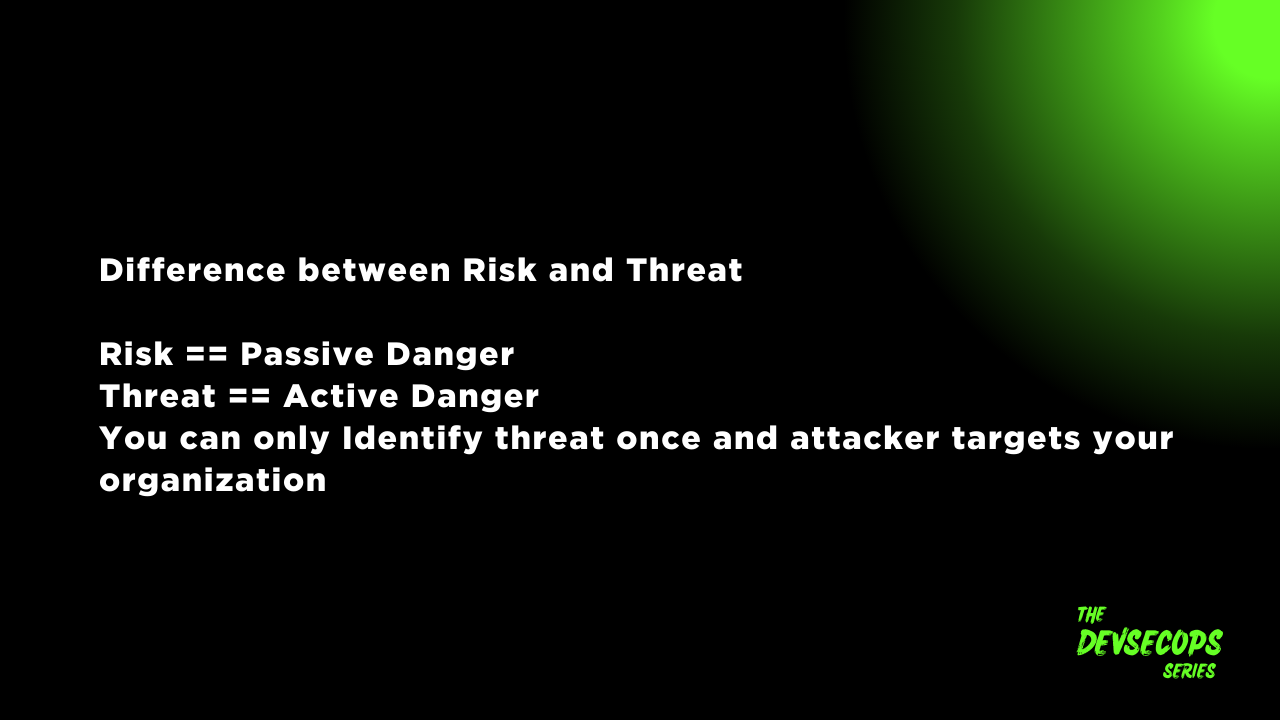 Difference between Risk and Threat
Risk == Passive Danger
Threat == Active Danger
You can only Identify threat once and attacker targets your
organization
THE
DEVSECOPS
SERIES